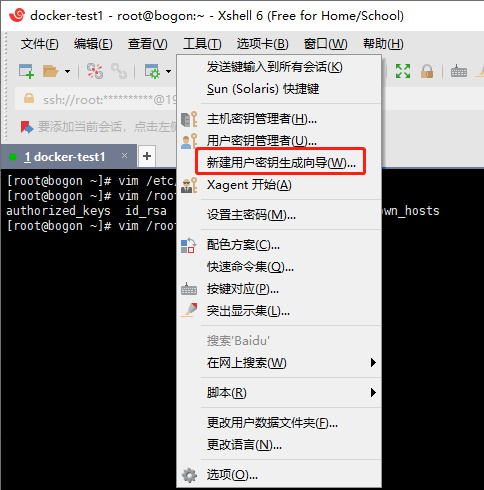 docker-test1 - root@bogon:~ - Xshell 6 (Free for Home/School)
文件(F) 编辑(E) 查看(V) 工具(T) 选项卡(B) 窗口(W) 帮助(H)
ssh://root:**********@19
要添加当前会话，点击左侧
1 docker-test1
[root@bogon ~]# vim /etc/
[root@bogon ~]# vim /root
authorized_keys id_rsa own_hosts
[root@bogon ~]# vim /root
发送键输入到所有会话(K)
Sun (Solaris) 快捷键
主机密钥管理者(H)...
用户密钥管理者(U)...
新建用户密钥生成向导(W)...
Xagent 开始(A)
设置主密码(M)...
配色方案(C)...
快速命令集(Q)...
按键对应(P)...
突出显示集(L)...
搜索'Baidu'
在网上搜索(W)
脚本(R)
更改用户数据文件夹(F)...
更改语言(N)...
选项(O)...